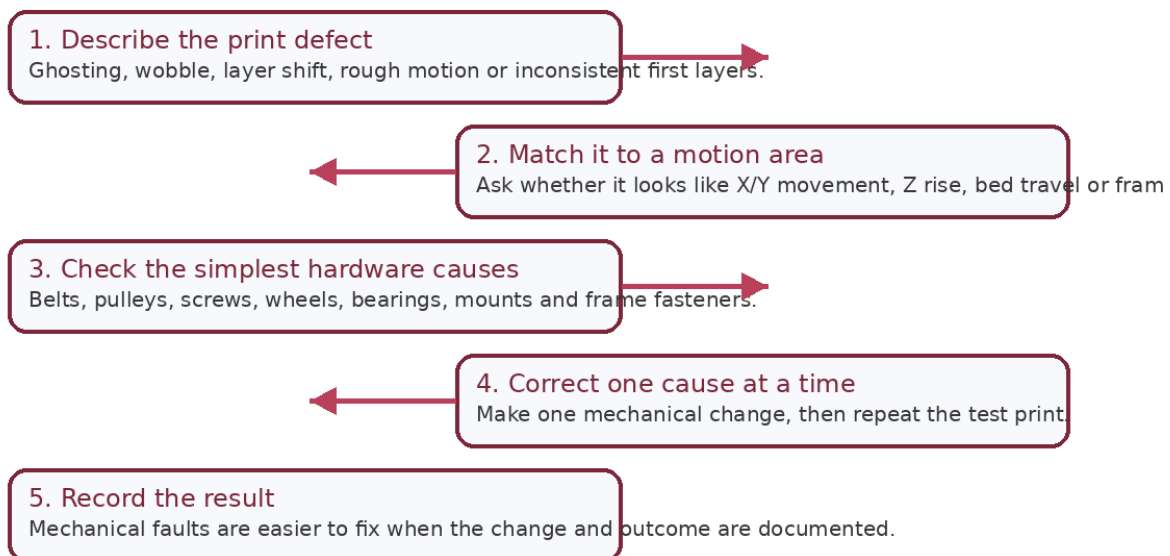 1. Describe the print defect
Ghosting, wobble, layer shift, rough motion or inconsistent first layers.
2. Match it to a motion area
Ask whether it looks like X/Y movement, Z rise, bed travel or fram
3. Check the simplest hardware causes
Belts, pulleys, screws, wheels, bearings, mounts and frame fasteners.
4. Correct one cause at a time
Make one mechanical change, then repeat the test print.
5. Record the result
Mechanical faults are easier to fix when the change and outcome are documented.